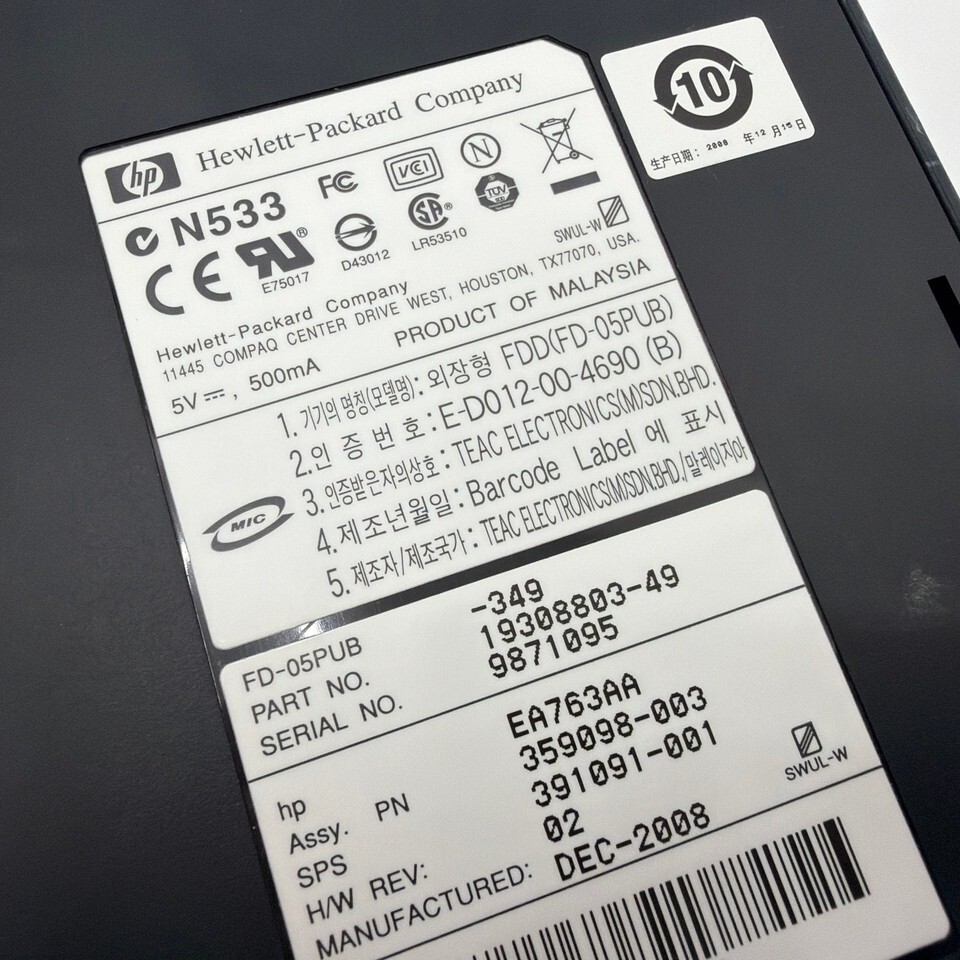 hp Hewlett-Packard Company
10
生产日期: 2008 年12 月15日
N533 FC VCCI N
CE UR® E75017 D43012 SA® LR53510 TÜV
SWUL-W
Hewlett-Packard Company
11445 COMPAQ CENTER DRIVE WEST, HOUSTON, TX77070, USA.
5V⎓, 500mA PRODUCT OF MALAYSIA
1. 기기의 명칭(모델명): 외장형 FDD(FD-05PUB)
2. 인 증 번 호 : E-D012-00-4690 (B)
3. 인증받은자의상호 : TEAC ELECTRONICS(M)SDN.BHD.
4. 제조년월일 : Barcode Label 에 표시
5. 제조자/제조국가 : TEAC ELECTRONICS(M)SDN.BHD./말레이지아
MIC
FD-05PUB -349
PART NO. 19308803-49
SERIAL NO. 9871095
hp EA763AA
Assy. PN 359098-003
SPS 391091-001
H/W REV: 02
MANUFACTURED: DEC-2008
SWUL-W